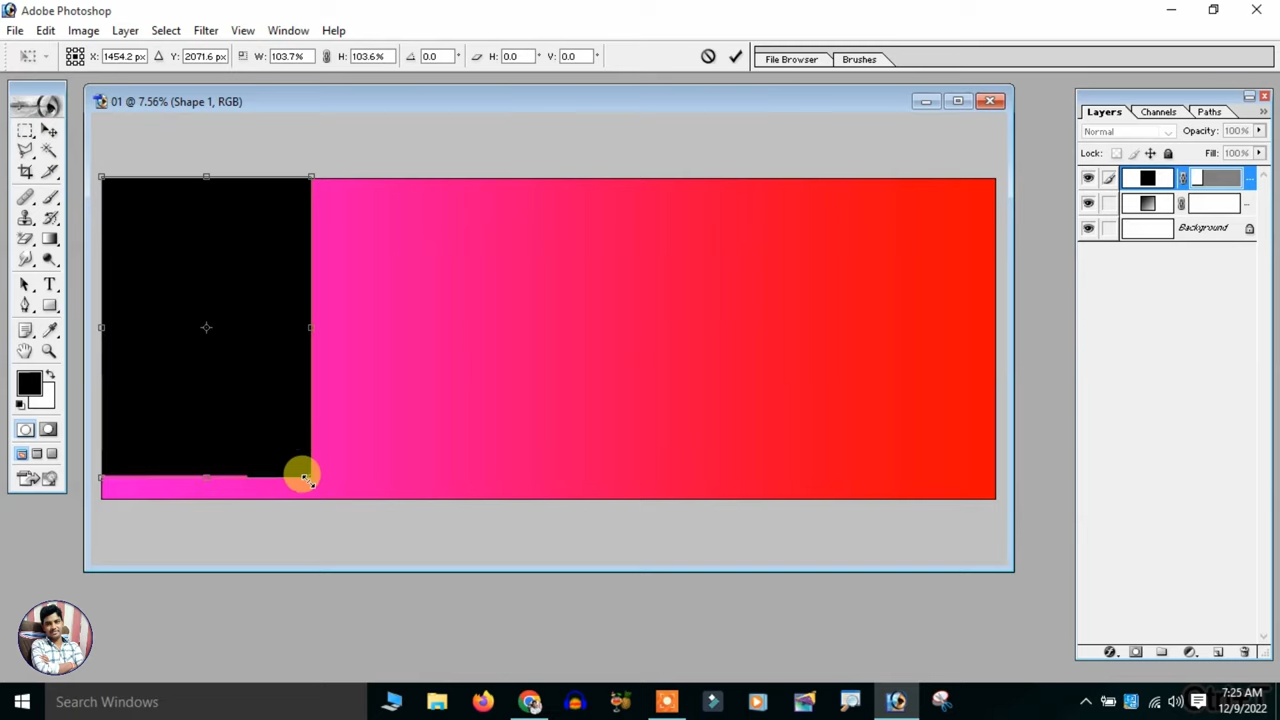 Adobe Photoshop
File Edit Image Layer Select Filter View Window Help
X: 1454.2 px Y: 2071.6 px W: 103.7% H: 103.6% 0.0 ° H: 0.0 ° V: 0.0 °
File Browser Brushes
01 @ 7.56% (Shape 1, RGB)
Layers Channels Paths
Normal Opacity: 100%
Lock: Fill: 100%
Background
T
Search Windows
7:25 AM
12/9/2022